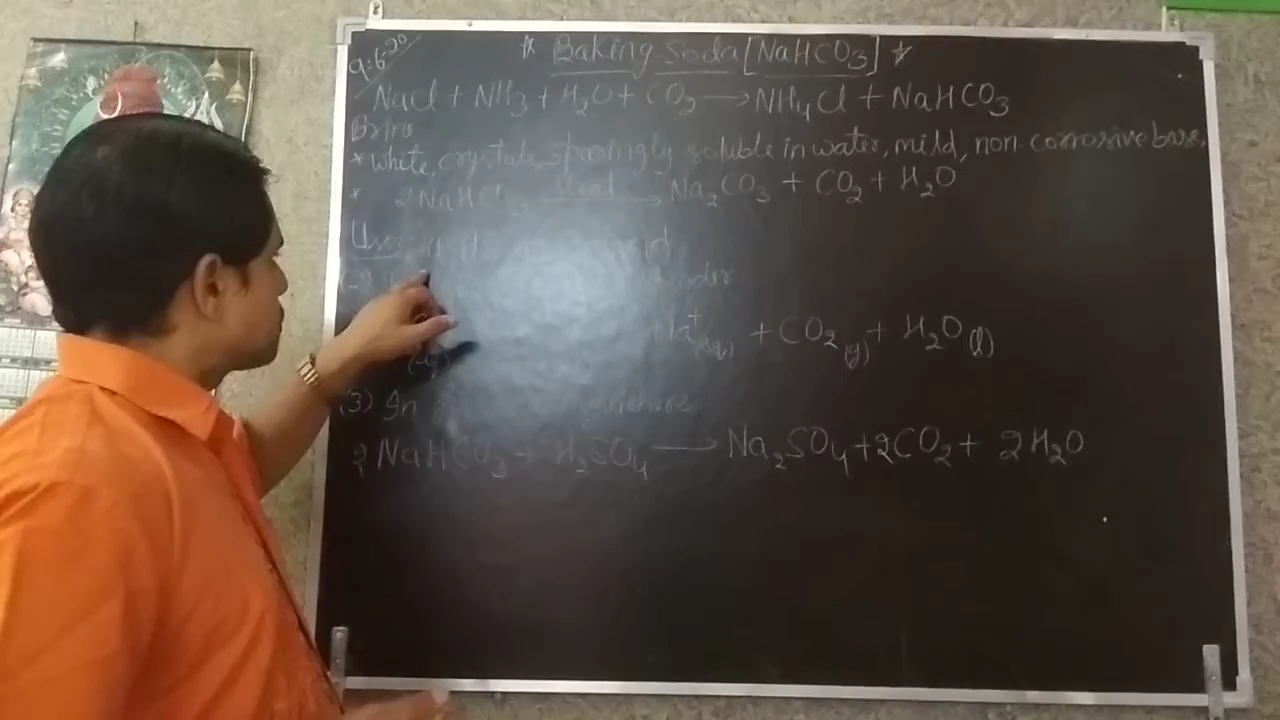 9:6-20
* Baking Soda [NaHCO3] *
NaCl + NH3 + H2O + CO2 → NH4Cl + NaHCO3
Brine
* white, crystals, sparingly soluble in water, mild, non-corrosive base,
* 2NaHCO3 Heat → Na2CO3 + CO2 + H2O
Uses
(2)
Na+(aq) + CO2(g) + H2O(l)
(3) In
2NaHCO3 + H2SO4 → Na2SO4 + 2CO2 + 2H2O